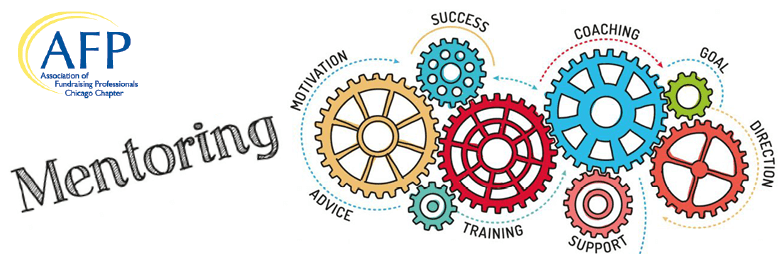 AFP
Association of
Fundraising Professionals
Chicago Chapter
Mentoring
MOTIVATION
SUCCESS
COACHING
GOAL
DIRECTION
ADVICE
TRAINING
SUPPORT